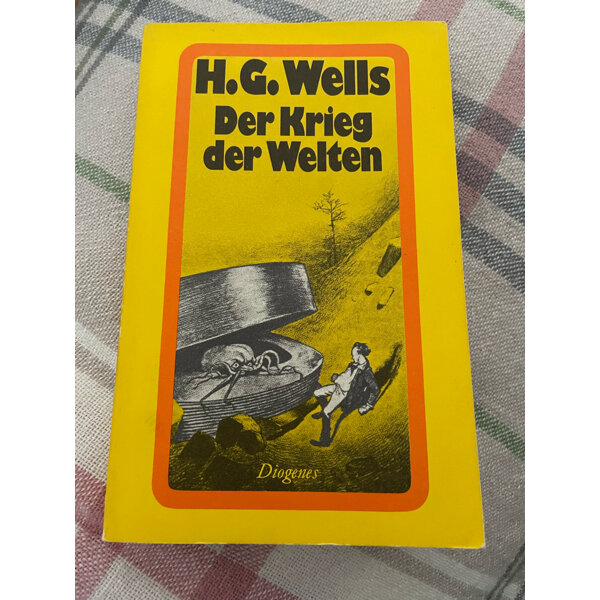 H.G. Wells
Der Krieg
der Welten
Diogenes